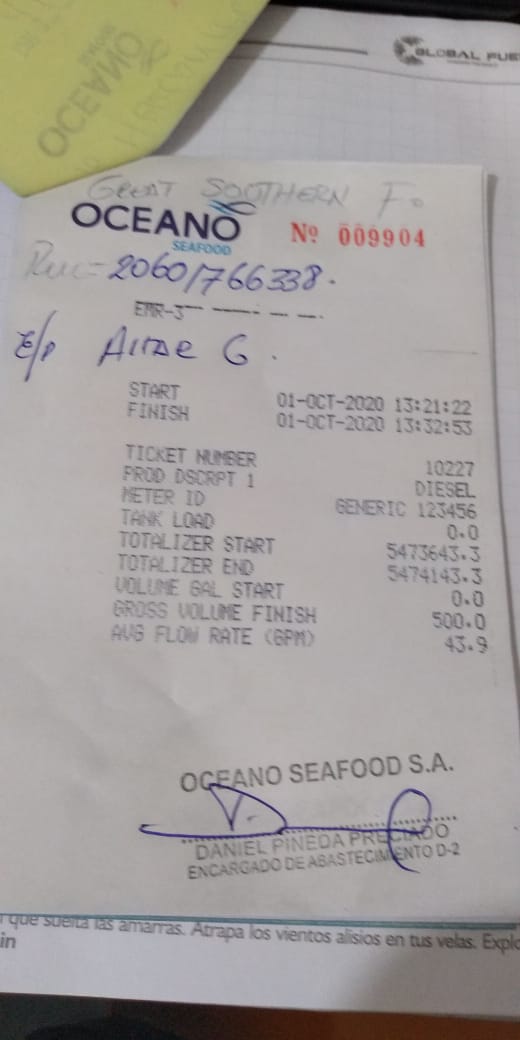 OCEANO
GLOBAL FUE
GREAT SOUTHERN F.
OCEANO
SEAFOOD
Nº 009904
Ruc= 20601766338.
EMR-3
E/P
G.
START 01-OCT-2020 13:21:22
FINISH 01-OCT-2020 13:32:53
TICKET NUMBER 10227
PROD DSCRPT 1 DIESEL
METER ID GENERIC 123456
TANK LOAD 0.0
TOTALIZER START 5473643.3
TOTALIZER END 5474143.3
VOLUME GAL START 0.0
GROSS VOLUME FINISH 500.0
AVG FLOW RATE (GPM) 43.9
OCEANO SEAFOOD S.A.
DANIEL PINEDA PRECIADO
ENCARGADO DE ABASTECIMIENTO D-2
que suelta las amarras. Atrapa los vientos alisios en tus velas. Explo
in